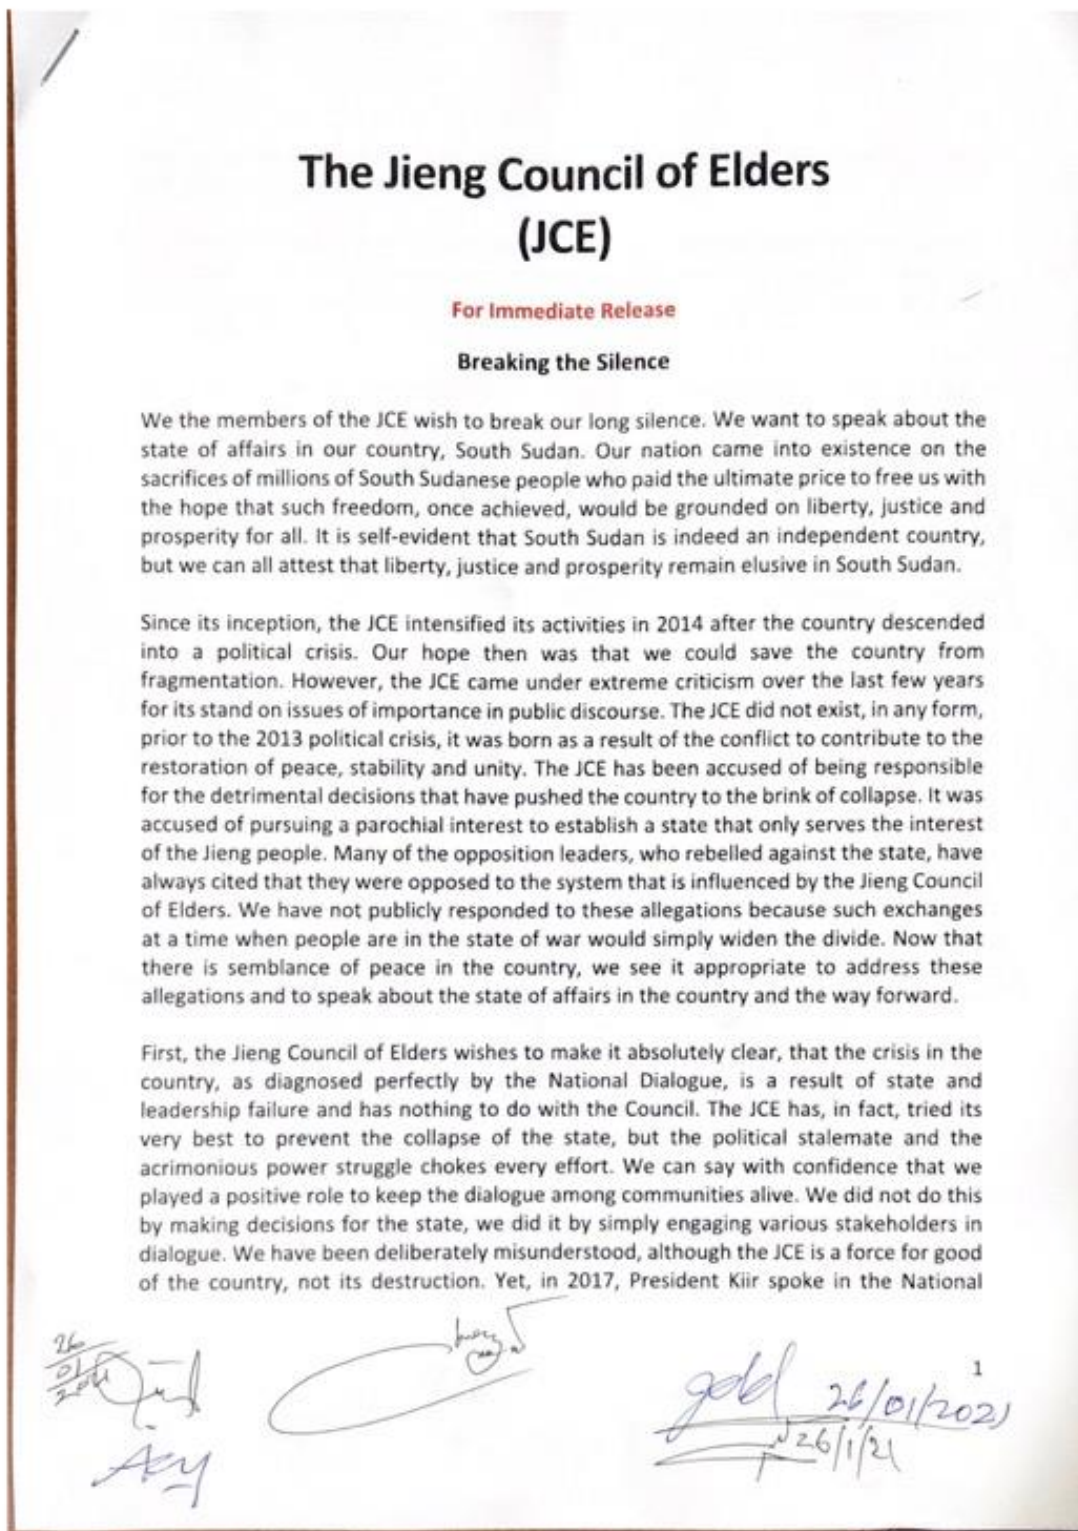 The Jieng Council of Elders
(JCE)
For Immediate Release
Breaking the Silence
We the members of the JCE wish to break our long silence. We want to speak about the
state of affairs in our country, South Sudan. Our nation came into existence on the
sacrifices of millions of South Sudanese people who paid the ultimate price to free us with
the hope that such freedom, once achieved, would be grounded on liberty, justice and
prosperity for all. It is self-evident that South Sudan is indeed an independent country,
but we can all attest that liberty, justice and prosperity remain elusive in South Sudan.
Since its inception, the JCE intensified its activities in 2014 after the country descended
into a political crisis. Our hope then was that we could save the country from
fragmentation. However, the JCE came under extreme criticism over the last few years
for its stand on issues of importance in public discourse. The JCE did not exist, in any form,
prior to the 2013 political crisis, it was born as a result of the conflict to contribute to the
restoration of peace, stability and unity. The JCE has been accused of being responsible
for the detrimental decisions that have pushed the country to the brink of collapse. It was
accused of pursuing a parochial interest to establish a state that only serves the interest
of the Jieng people. Many of the opposition leaders, who rebelled against the state, have
always cited that they were opposed to the system that is influenced by the Jieng Council
of Elders. We have not publicly responded to these allegations because such exchanges
at a time when people are in the state of war would simply widen the divide. Now that
there is semblance of peace in the country, we see it appropriate to address these
allegations and to speak about the state of affairs in the country and the way forward.
First, the Jieng Council of Elders wishes to make it absolutely clear, that the crisis in the
country, as diagnosed perfectly by the National Dialogue, is a result of state and
leadership failure and has nothing to do with the Council. The JCE has, in fact, tried its
very best to prevent the collapse of the state, but the political stalemate and the
acrimonious power struggle chokes every effort. We can say with confidence that we
played a positive role to keep the dialogue among communities alive. We did not do this
by making decisions for the state, we did it by simply engaging various stakeholders in
dialogue. We have been deliberately misunderstood, although the JCE is a force for good
of the country, not its destruction. Yet, in 2017, President Kiir spoke in the National
1
26/01/2021
26/1/21